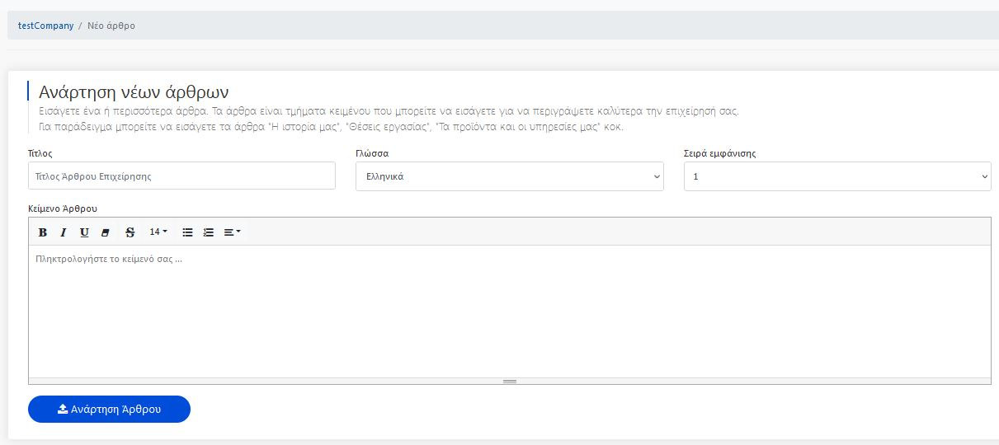 testCompany / Νέο άρθρο
Ανάρτηση νέων άρθρων
Εισάγετε ένα ή περισσότερα άρθρα. Τα άρθρα είναι τμήματα κειμένου που μπορείτε να εισάγετε για να περιγράψετε καλύτερα την επιχείρησή σας.
Για παράδειγμα μπορείτε να εισάγετε τα άρθρα "Η ιστορία μας", "Θέσεις εργασίας", "Τα προϊόντα και οι υπηρεσίες μας" κοκ.
Τίτλος Γλώσσα Σειρά εμφάνισης
Τίτλος Άρθρου Επιχείρησης Ελληνικά 1
Κείμενο Άρθρου
B I U S 14
Πληκτρολογήστε το κείμενό σας ...
Ανάρτηση Άρθρου